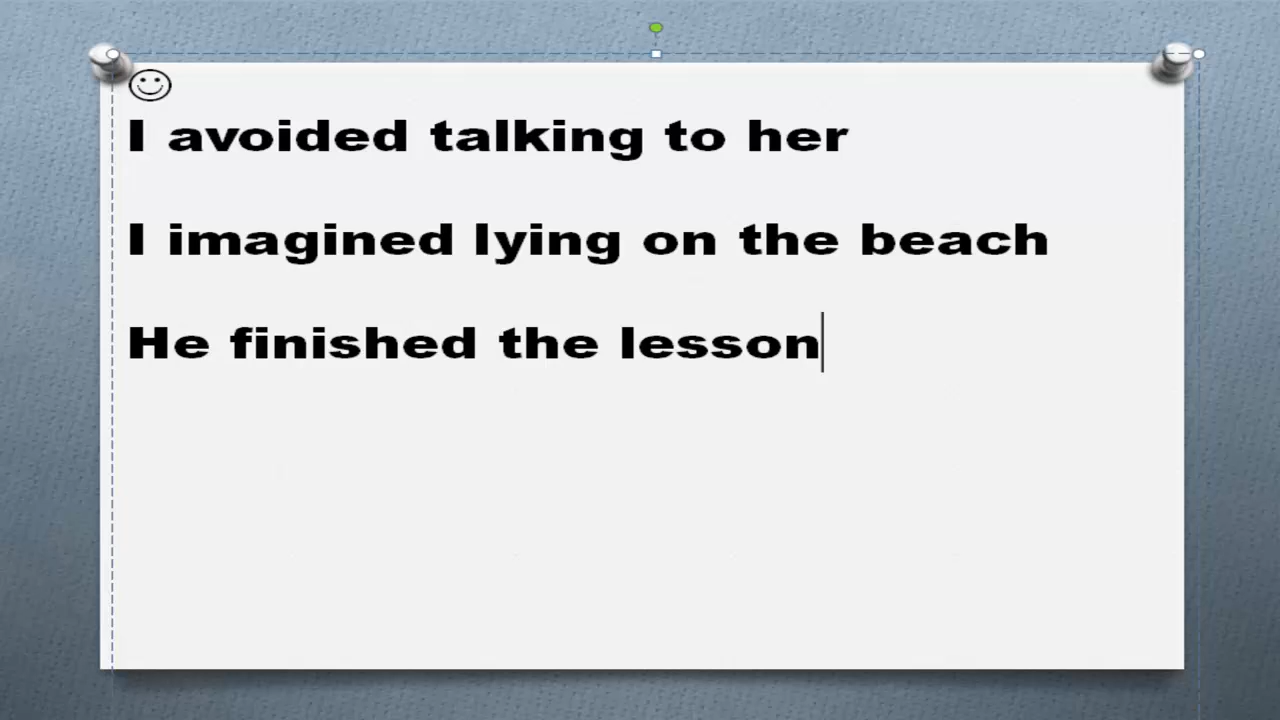 I avoided talking to her
I imagined lying on the beach
He finished the lesson